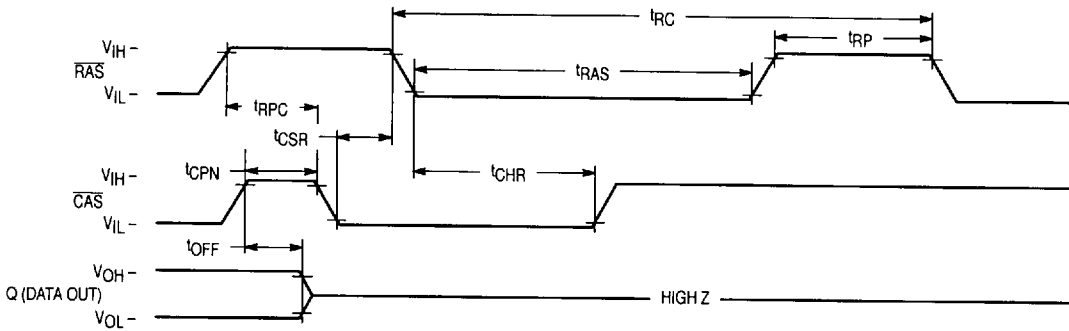 tRC
VIH
tRP
RAS
tRAS
VIL
tRPC
tCSR
VIH
tCPN
tCHR
CAS
VIL
tOFF
VOH
Q (DATA OUT)
HIGH Z
VOL